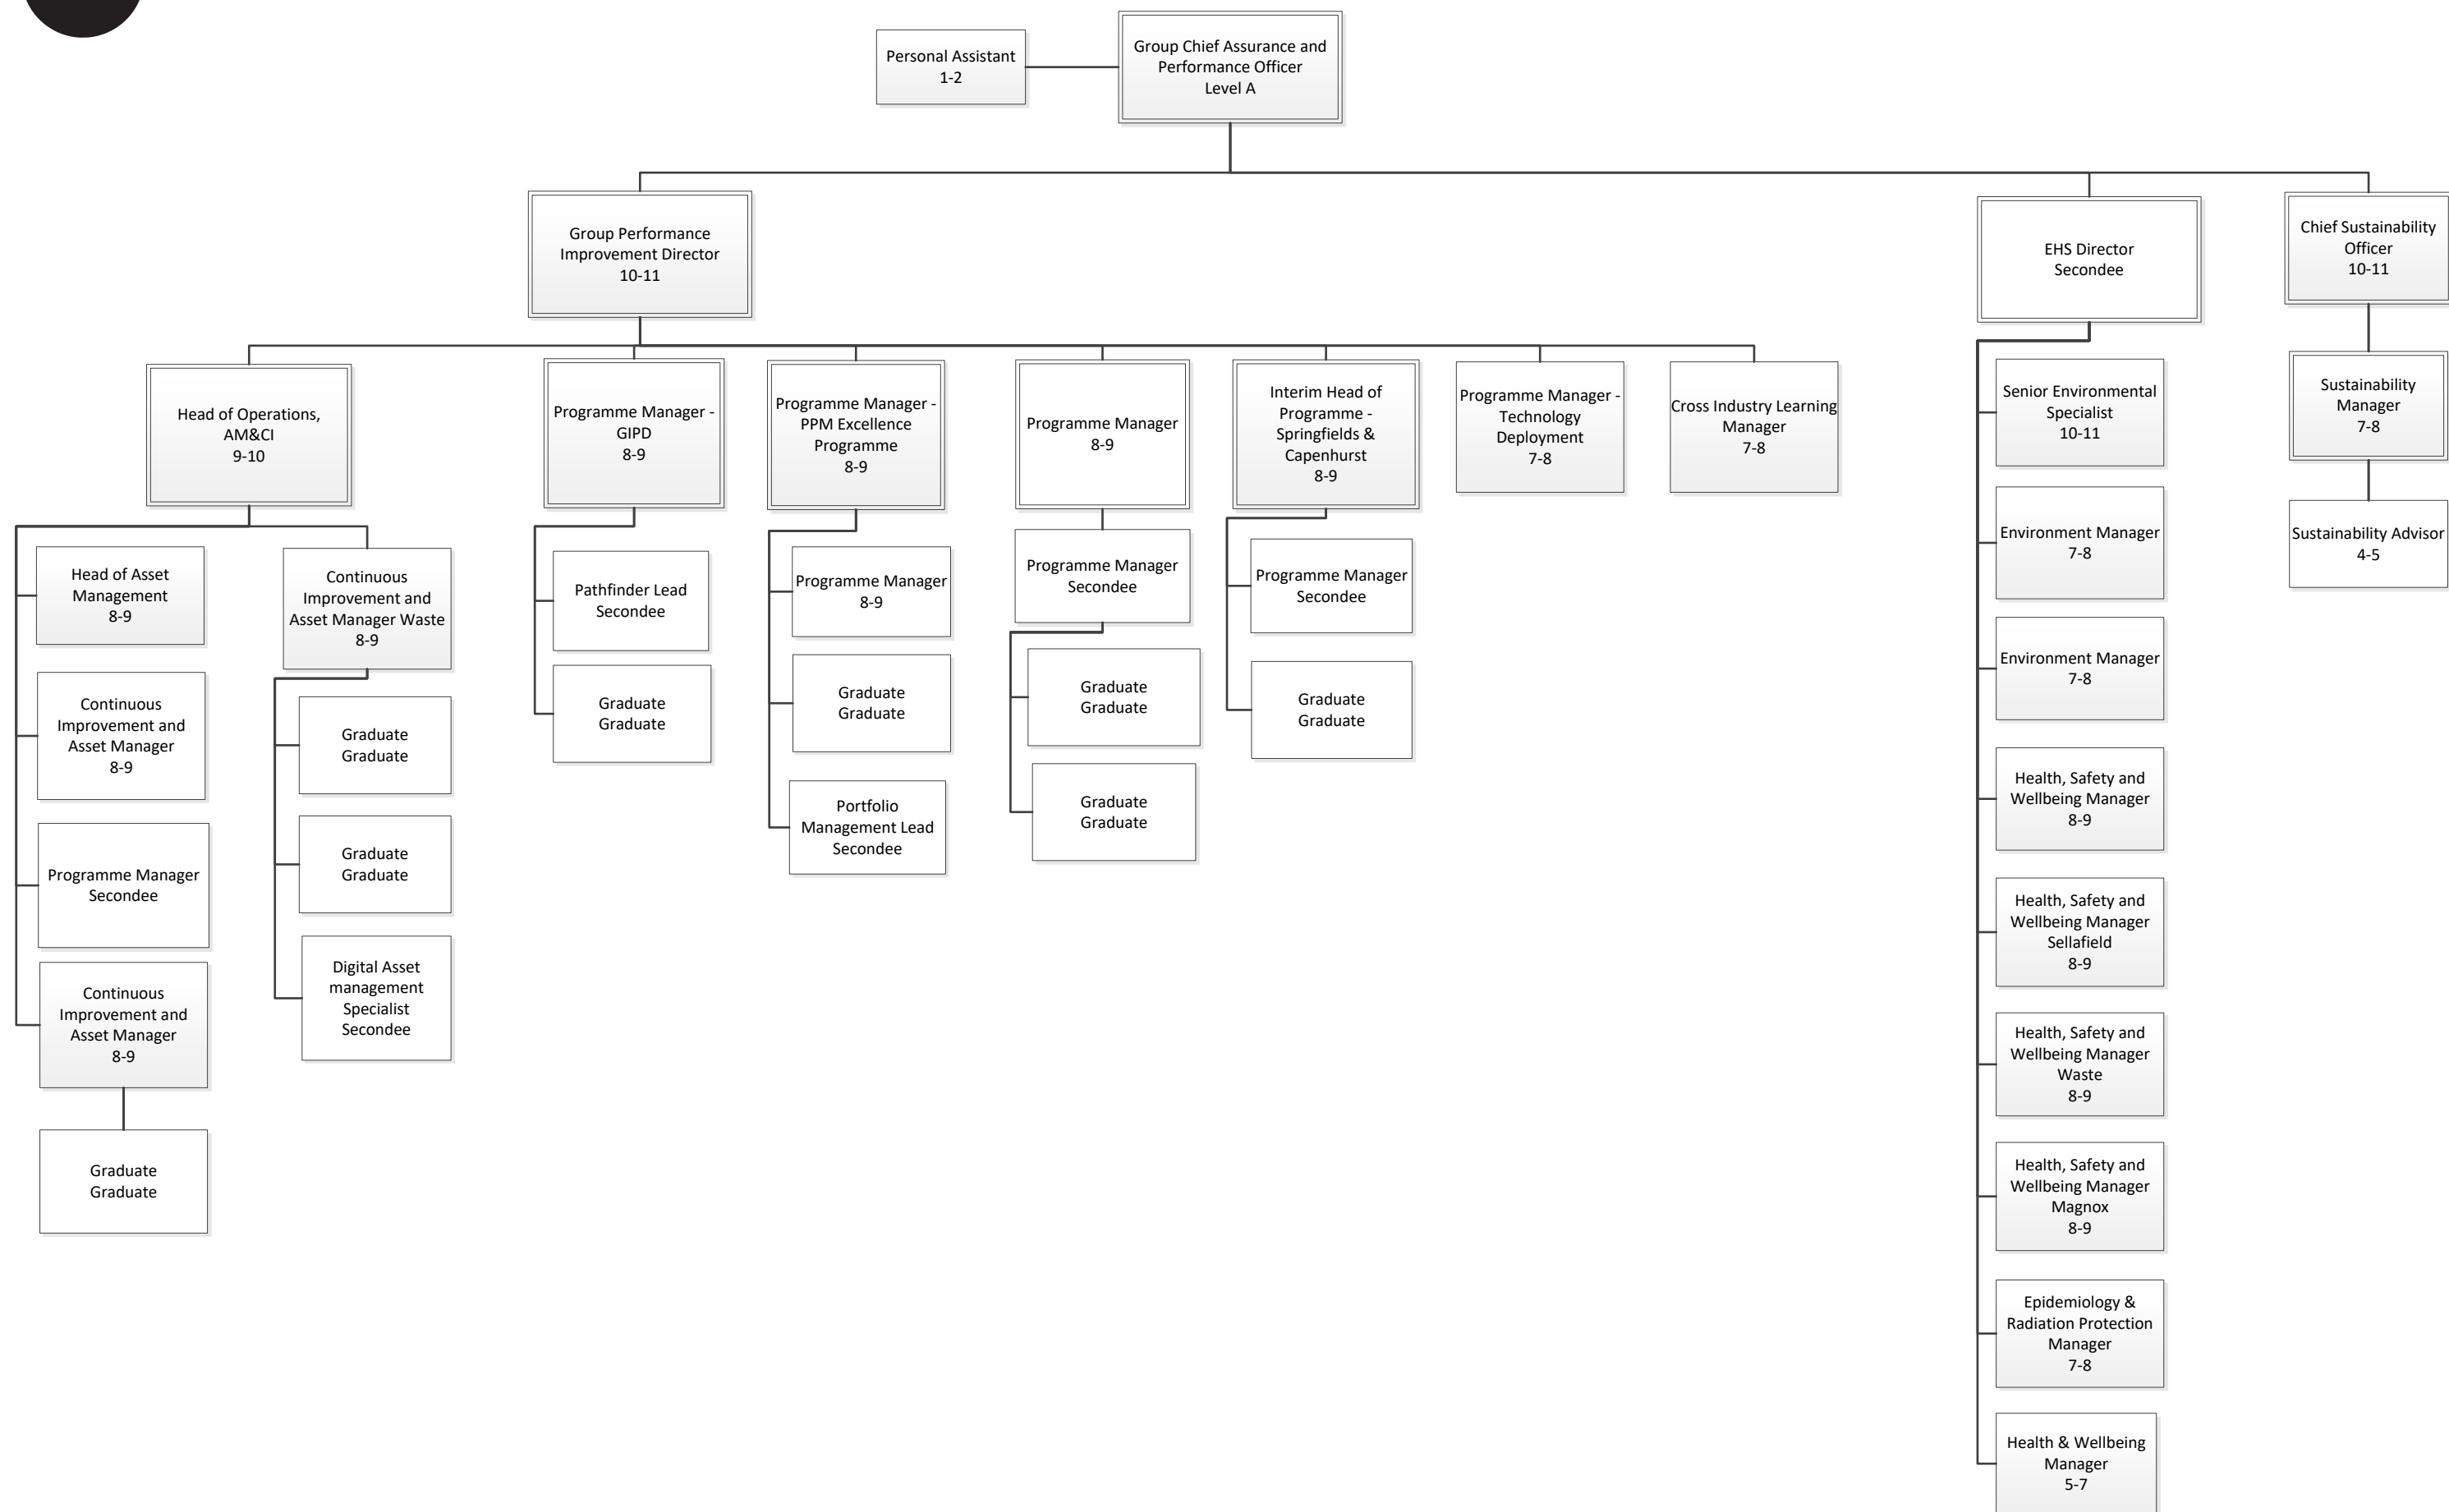 Personal Assistant
1-2
Group Chief Assurance and
Performance Officer
Level A
Group Performance
Improvement Director
10-11
EHS Director
Secondee
Chief Sustainability
Officer
10-11
Head of Operations,
AM&CI
9-10
Programme Manager -
GIPD
8-9
Programme Manager -
PPM Excellence
Programme
8-9
Programme Manager
8-9
Interim Head of
Programme -
Springfields &
Capenhurst
8-9
Programme Manager -
Technology
Deployment
7-8
Cross Industry Learning
Manager
7-8
Senior Environmental
Specialist
10-11
Sustainability
Manager
7-8
Head of Asset
Management
8-9
Continuous
Improvement and
Asset Manager Waste
8-9
Pathfinder Lead
Secondee
Programme Manager
8-9
Programme Manager
Secondee
Programme Manager
Secondee
Environment Manager
7-8
Sustainability Advisor
4-5
Continuous
Improvement and
Asset Manager
8-9
Graduate
Graduate
Graduate
Graduate
Graduate
Graduate
Graduate
Graduate
Graduate
Graduate
Environment Manager
7-8
Programme Manager
Secondee
Graduate
Graduate
Portfolio
Management Lead
Secondee
Graduate
Graduate
Health, Safety and
Wellbeing Manager
8-9
Continuous
Improvement and
Asset Manager
8-9
Digital Asset
management
Specialist
Secondee
Health, Safety and
Wellbeing Manager
Sellafield
8-9
Graduate
Graduate
Health, Safety and
Wellbeing Manager
Waste
8-9
Health, Safety and
Wellbeing Manager
Magnox
8-9
Epidemiology &
Radiation Protection
Manager
7-8
Health & Wellbeing
Manager
5-7